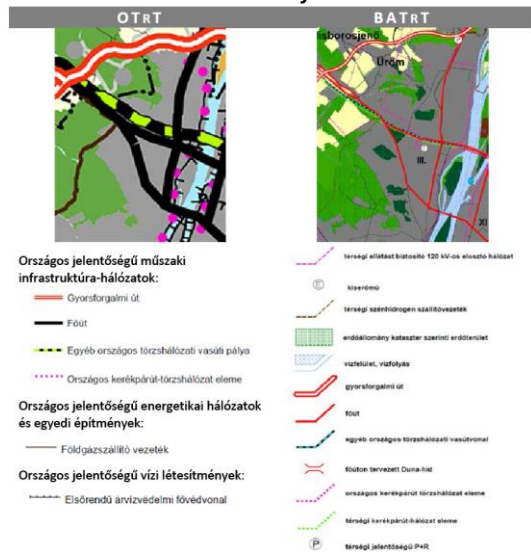 OTRT
BATRT
Üröm
III.
XI
P
E
Országos jelentőségű műszaki
infrastruktúra-hálózatok:
Gyorsforgalmi út
Főút
Egyéb országos törzshálózati vasúti pálya
Országos kerékpárút-törzshálózat eleme
Országos jelentőségű energetikai hálózatok
és egyedi építmények:
Földgázszállító vezeték
Országos jelentőségű vízi létesítmények:
Elsőrendű árvízvédelmi fővédvonal
térségi ellátást biztosító 120 kV-os elosztó hálózat
E kiserőmű
térségi szénhidrogén szállítóvezeték
erdőállomány kataszter szerinti erdőterület
vízfelület, vízfolyás
gyorsforgalmi út
főút
egyéb országos törzshálózati vasútvonal
főúton tervezett Duna-híd
országos kerékpárút törzshálózat eleme
térségi kerékpárút-hálózat eleme
P térségi jelentőségű P+R